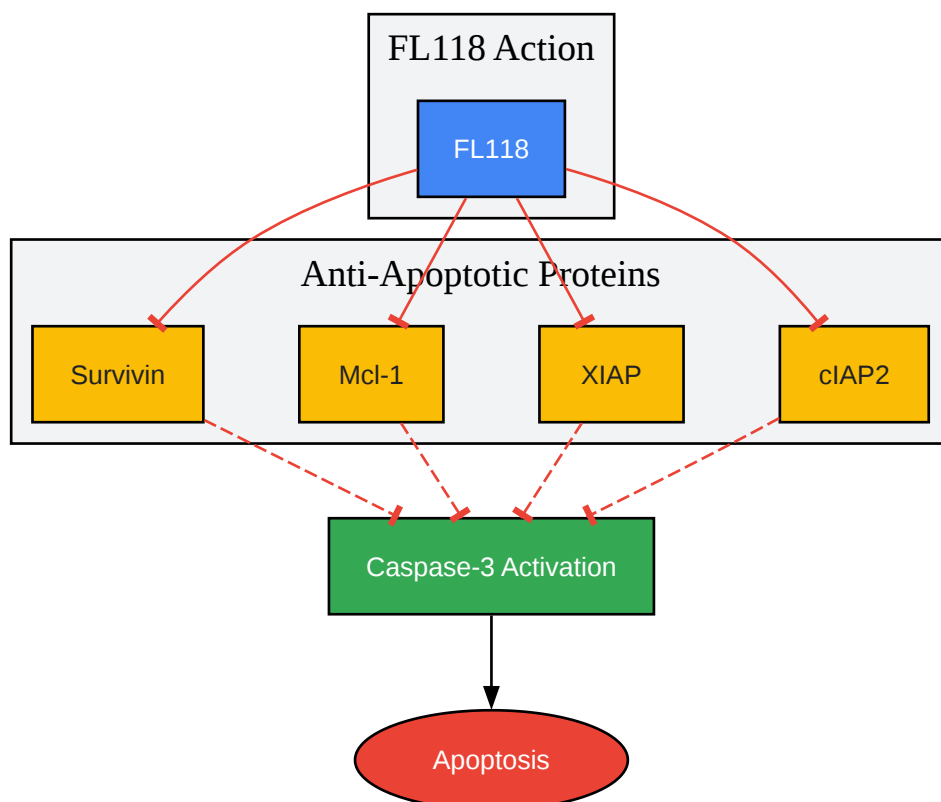 FL118 Action
FL118
Anti-Apoptotic Proteins
Survivin
Mcl-1
XIAP
cIAP2
Caspase-3 Activation
Apoptosis